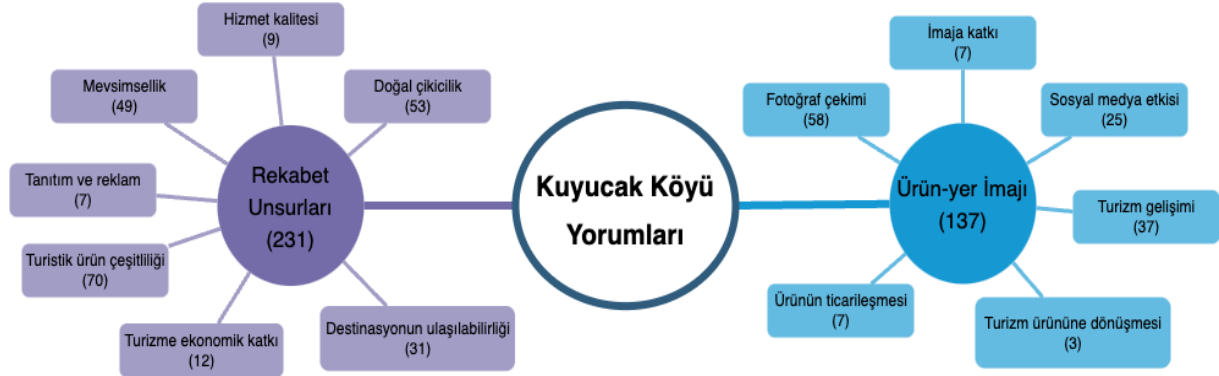 Hizmet kalitesi
(9)
Mevsimsellik
(49)
Doğal çikicilik
(53)
Tanıtım ve reklam
(7)
Rekabet
Unsurları
(231)
Turistik ürün çeşitliliği
(70)
Turizme ekonomik katkı
(12)
Destinasyonun ulaşılabilirliği
(31)
Kuyucak Köyü
Yorumları
İmaja katkı
(7)
Fotoğraf çekimi
(58)
Sosyal medya etkisi
(25)
Ürün-yer İmajı
(137)
Turizm gelişimi
(37)
Ürünün ticarileşmesi
(7)
Turizm ürününe dönüşmesi
(3)